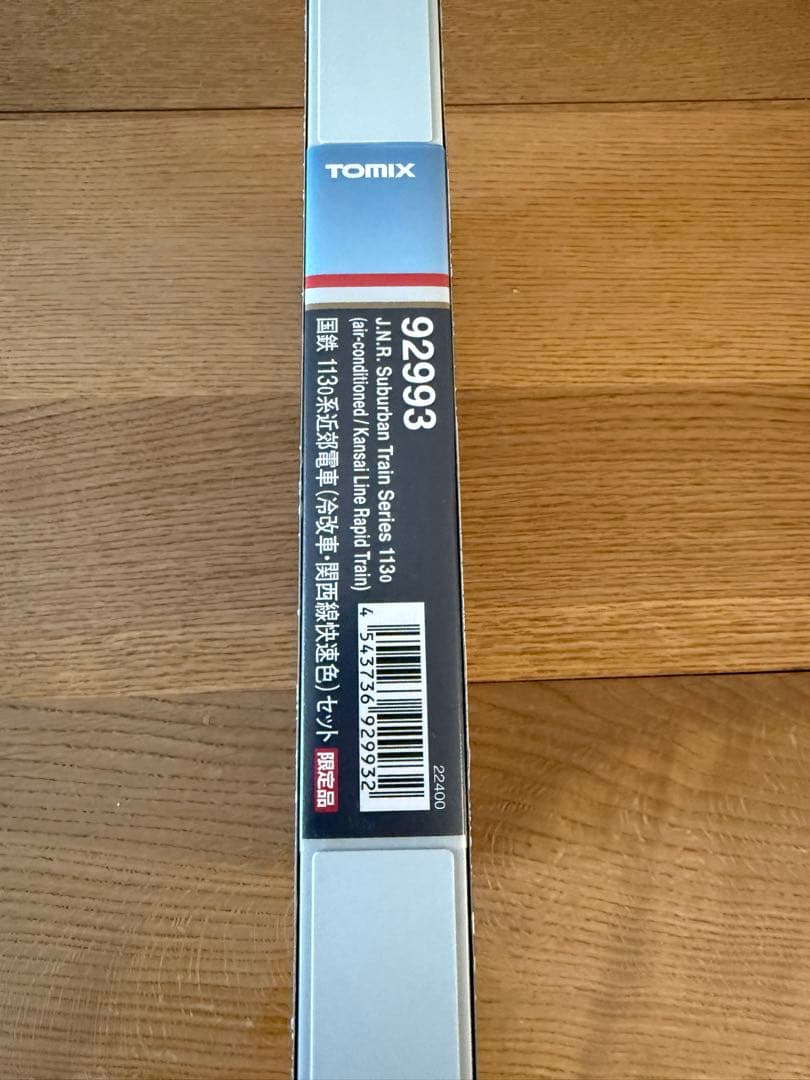 TOMIX
92993
J.N.R. Suburban Train Series 1130
(air-conditioned / Kansai Line Rapid Train)
国鉄 1130系近郊電車(冷改車・関西線快速色)セット 限定品
4 543736 929932
22400